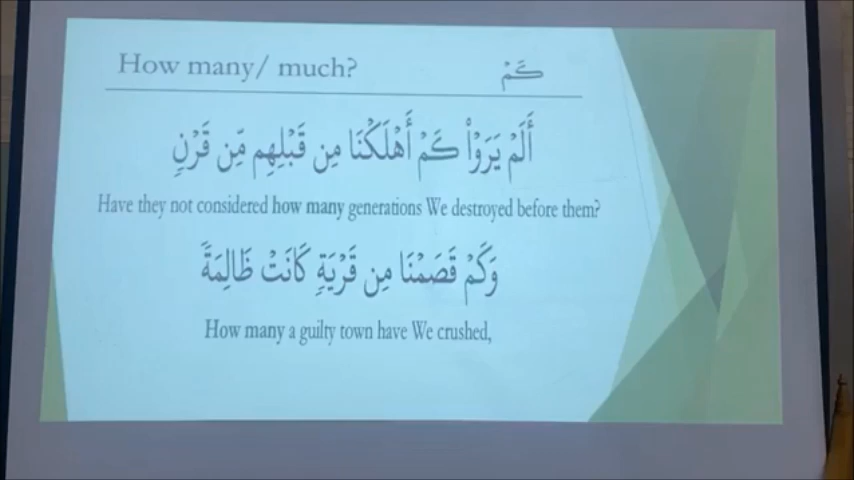 How many/ much? كَمْ
أَلَمْ يَرَوْا۟ كَمْ أَهْلَكْنَا مِن قَبْلِهِم مِّن قَرْنٍ
Have they not considered how many generations We destroyed before them?
وَكَمْ قَصَمْنَا مِن قَرْيَةٍ كَانَتْ ظَالِمَةً
How many a guilty town have We crushed,